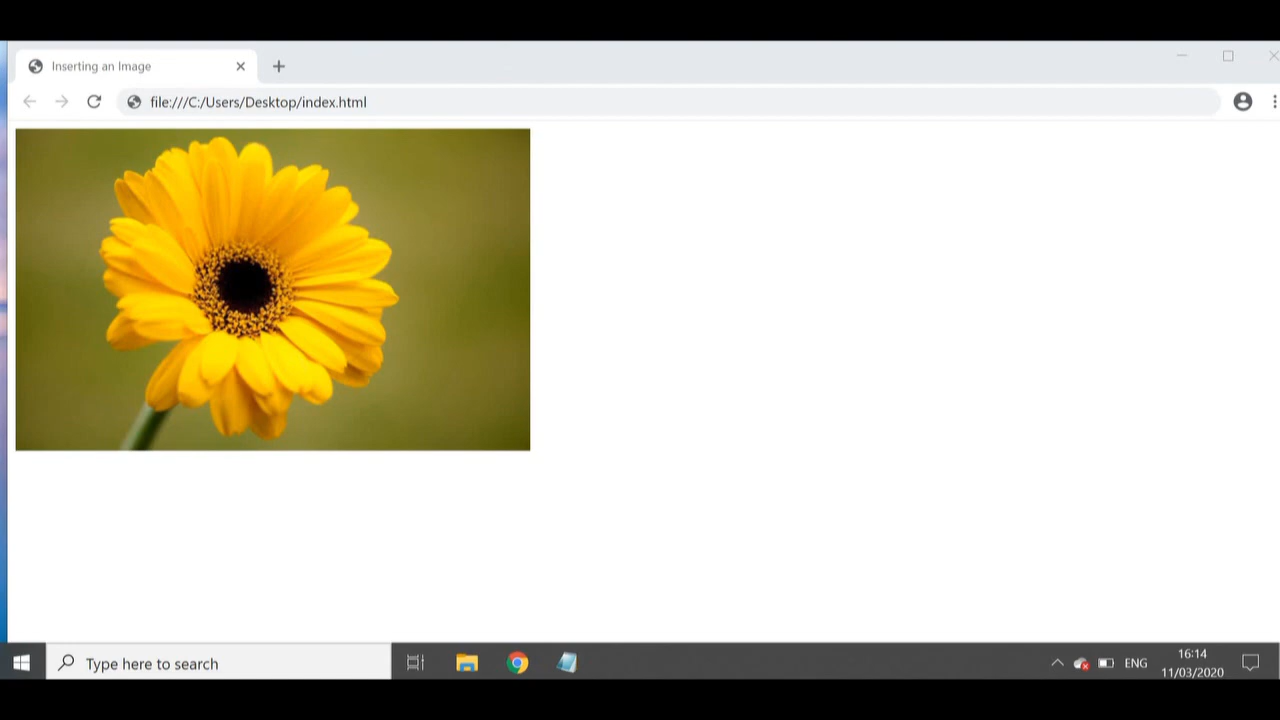 Inserting an Image
file:///C:/Users/Desktop/index.html
Type here to search
ENG
16:14
11/03/2020